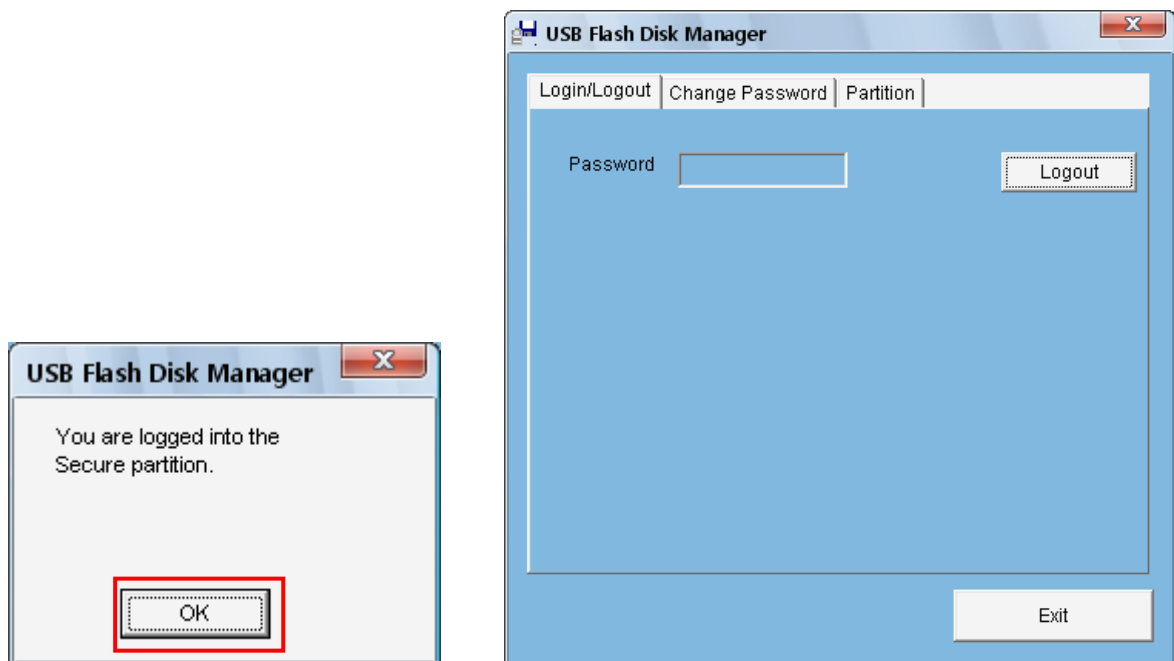 USB Flash Disk Manager
Login/Logout Change Password Partition
Password Logout
Exit
USB Flash Disk Manager
You are logged into the
Secure partition.
OK